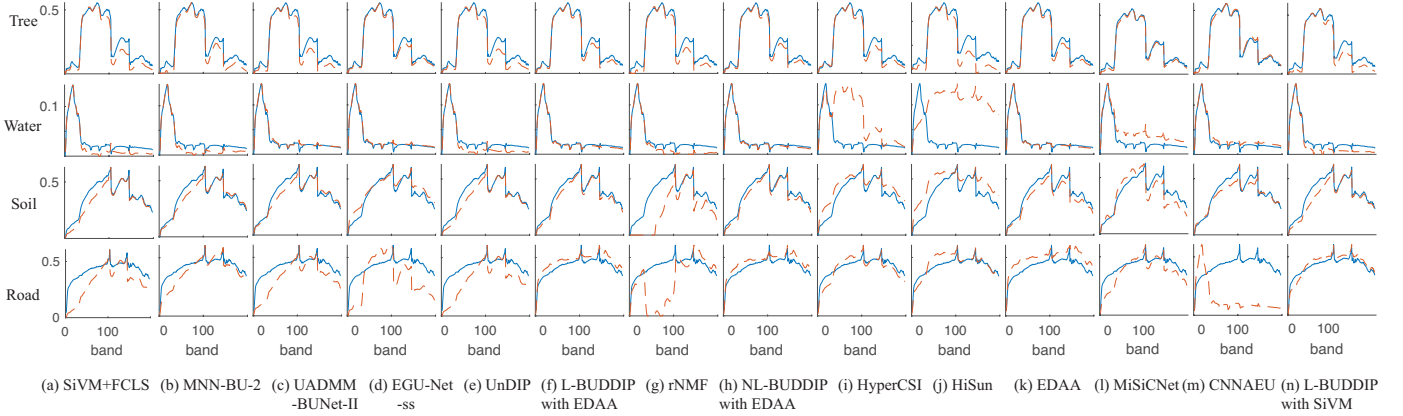 Tree
0.5
Water
0.1
Soil
0.5
Road
0.5
0
0 100 0 100 0 100 0 100 0 100 0 100 0 100 0 100 0 100 0 100 0 100 0 100 0 100 0 100
band band band band band band band band band band band band band band
(a) SiVM+FCLS (b) MNN-BU-2 (c) UADMM (d) EGU-Net (e) UnDIP (f) L-BUDDIP (g) rNMF (h) NL-BUDDIP (i) HyperCSI (j) HiSun (k) EDAA (l) MiSiCNet (m) CNNAEU (n) L-BUDDIP
-BUNet-II -ss with EDAA with EDAA with SiVM